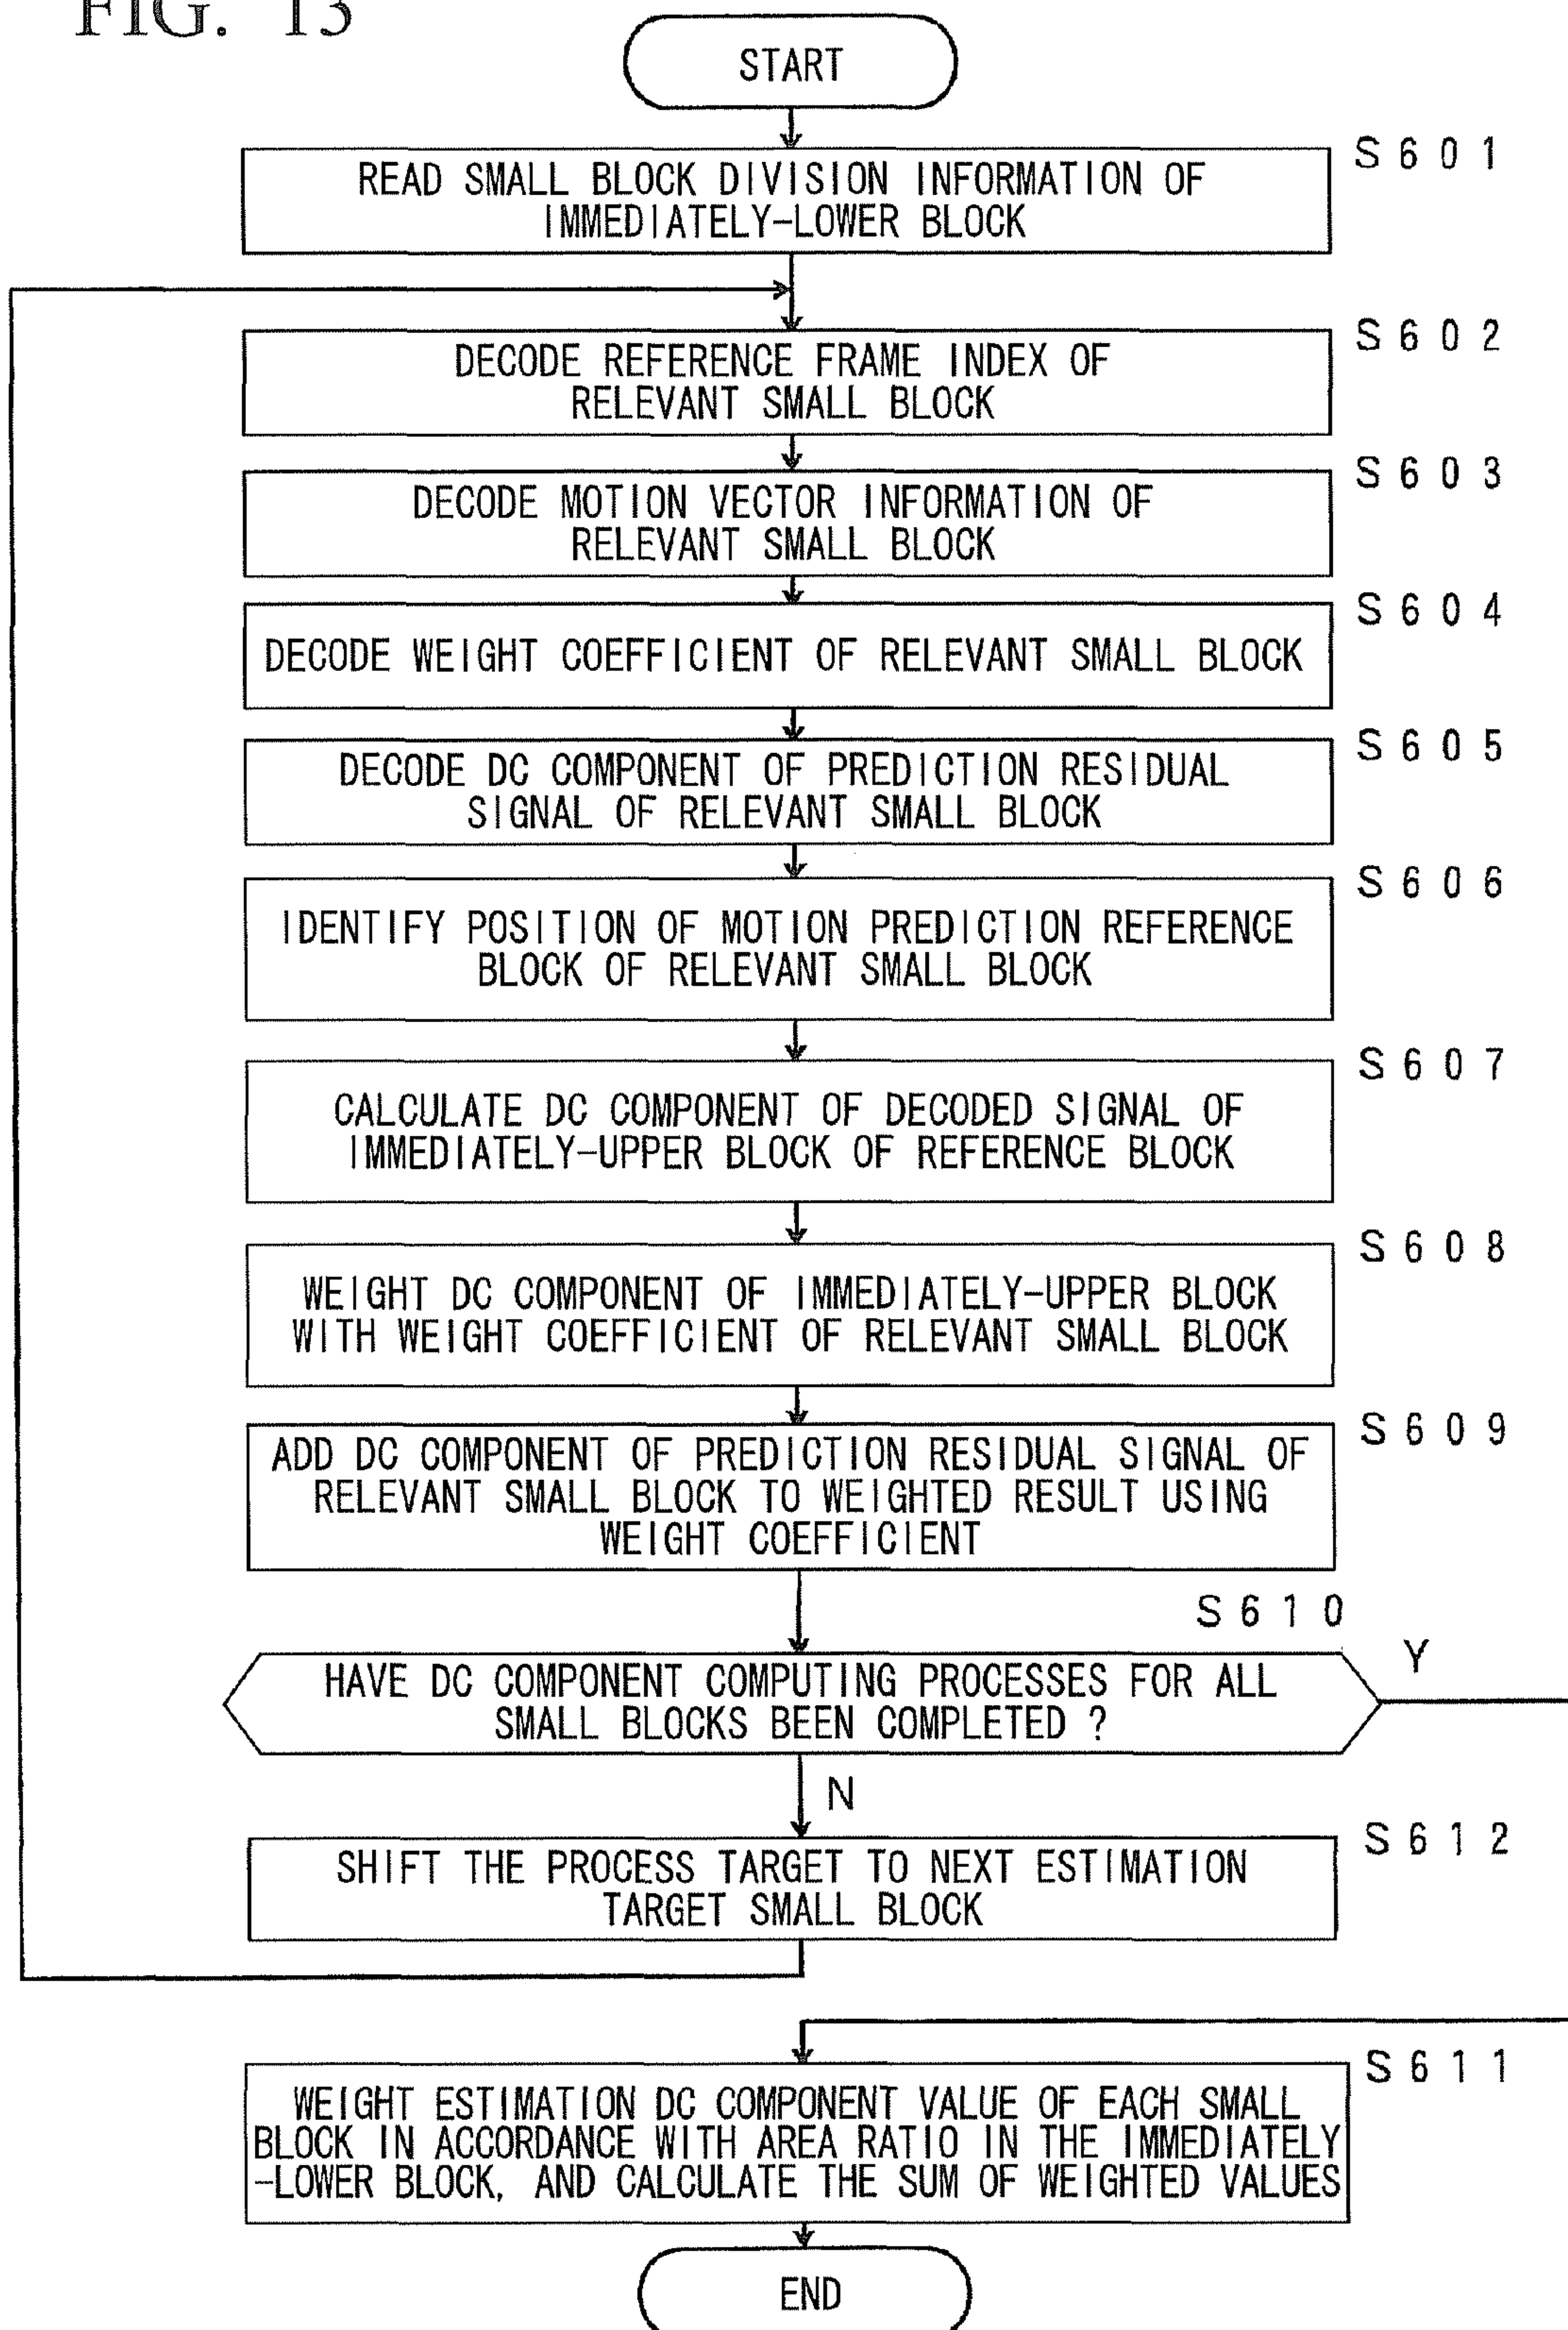 FIG. 13
START
S601
READ SMALL BLOCK DIVISION INFORMATION OF
IMMEDIATELY-LOWER BLOCK
S602
DECODE REFERENCE FRAME INDEX OF
RELEVANT SMALL BLOCK
S603
DECODE MOTION VECTOR INFORMATION OF
RELEVANT SMALL BLOCK
S604
DECODE WEIGHT COEFFICIENT OF RELEVANT SMALL BLOCK
S605
DECODE DC COMPONENT OF PREDICTION RESIDUAL
SIGNAL OF RELEVANT SMALL BLOCK
S606
IDENTIFY POSITION OF MOTION PREDICTION REFERENCE
BLOCK OF RELEVANT SMALL BLOCK
S607
CALCULATE DC COMPONENT OF DECODED SIGNAL OF
IMMEDIATELY-UPPER BLOCK OF REFERENCE BLOCK
S608
WEIGHT DC COMPONENT OF IMMEDIATELY-UPPER BLOCK
WITH WEIGHT COEFFICIENT OF RELEVANT SMALL BLOCK
S609
ADD DC COMPONENT OF PREDICTION RESIDUAL SIGNAL OF
RELEVANT SMALL BLOCK TO WEIGHTED RESULT USING
WEIGHT COEFFICIENT
S610
Y
HAVE DC COMPONENT COMPUTING PROCESSES FOR ALL
SMALL BLOCKS BEEN COMPLETED ?
N
S612
SHIFT THE PROCESS TARGET TO NEXT ESTIMATION
TARGET SMALL BLOCK
S611
WEIGHT ESTIMATION DC COMPONENT VALUE OF EACH SMALL
BLOCK IN ACCORDANCE WITH AREA RATIO IN THE IMMEDIATELY
-LOWER BLOCK, AND CALCULATE THE SUM OF WEIGHTED VALUES
END